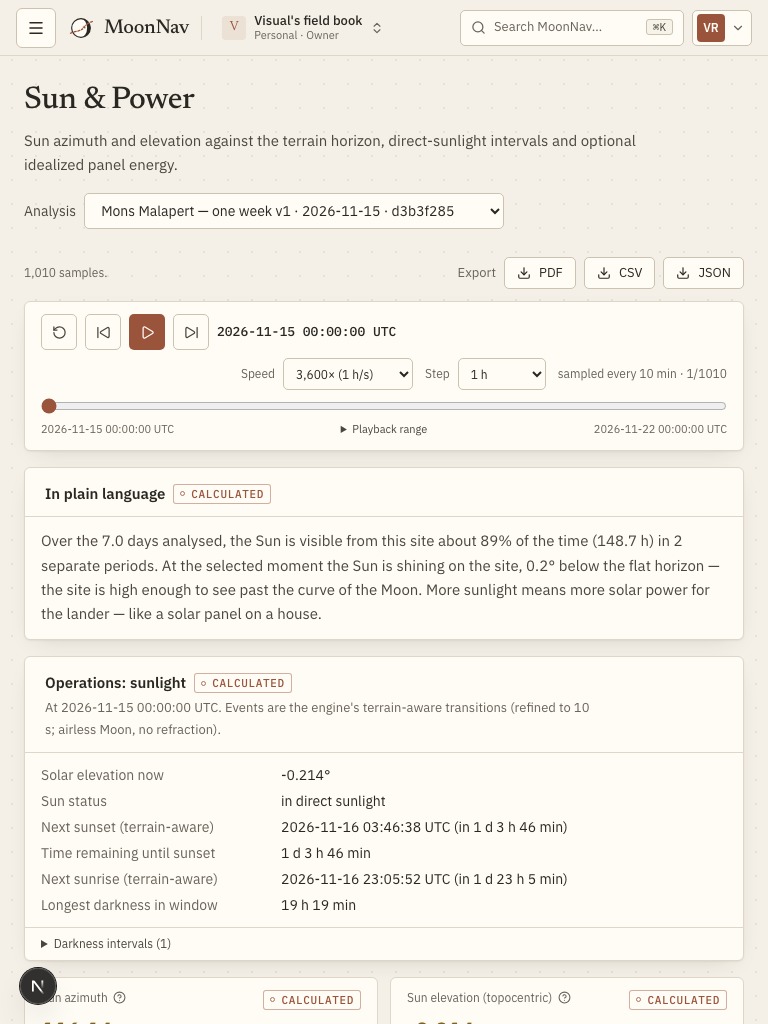 MoonNav
V
Visual's field book
Personal · Owner
Search MoonNav...
⌘K
VR
Sun & Power
Sun azimuth and elevation against the terrain horizon, direct-sunlight intervals and optional
idealized panel energy.
Analysis
Mons Malapert — one week v1 · 2026-11-15 · d3b3f285
1,010 samples.
Export
PDF
CSV
JSON
2026-11-15 00:00:00 UTC
Speed
3,600× (1 h/s)
Step
1 h
sampled every 10 min · 1/1010
2026-11-15 00:00:00 UTC
Playback range
2026-11-22 00:00:00 UTC
In plain language
CALCULATED
Over the 7.0 days analysed, the Sun is visible from this site about 89% of the time (148.7 h) in 2
separate periods. At the selected moment the Sun is shining on the site, 0.2° below the flat horizon —
the site is high enough to see past the curve of the Moon. More sunlight means more solar power for
the lander — like a solar panel on a house.
Operations: sunlight
CALCULATED
At 2026-11-15 00:00:00 UTC. Events are the engine's terrain-aware transitions (refined to 10
s; airless Moon, no refraction).
Solar elevation now
-0.214°
Sun status
in direct sunlight
Next sunset (terrain-aware)
2026-11-16 03:46:38 UTC (in 1 d 3 h 46 min)
Time remaining until sunset
1 d 3 h 46 min
Next sunrise (terrain-aware)
2026-11-16 23:05:52 UTC (in 1 d 23 h 5 min)
Longest darkness in window
19 h 19 min
Darkness intervals (1)
N
azimuth
CALCULATED
Sun elevation (topocentric)
CALCULATED